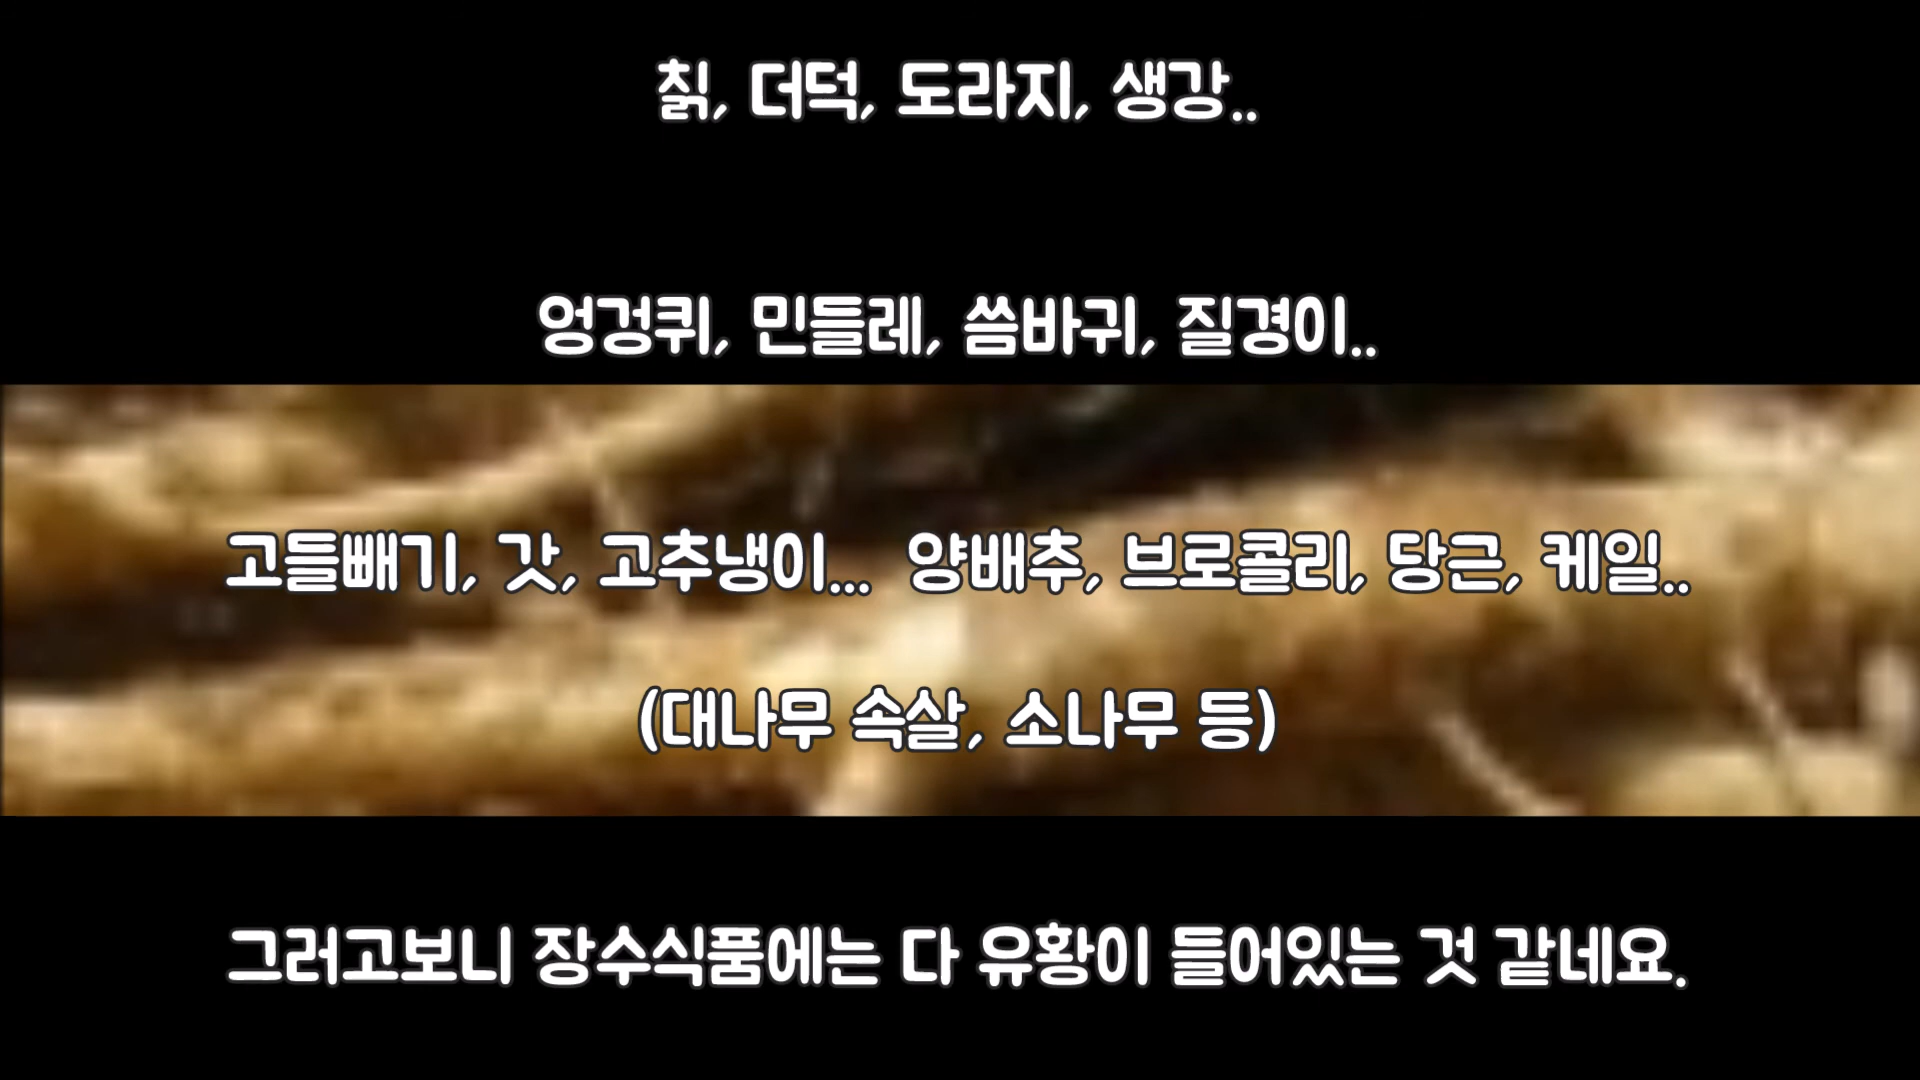 칡, 더덕, 도라지, 생강..
엉겅퀴, 민들레, 씀바귀, 질경이..
고들빼기, 갓, 고추냉이... 양배추, 브로콜리, 당근, 케일..
(대나무 속살, 소나무 등)
그러고보니 장수식품에는 다 유황이 들어있는 것 같네요.